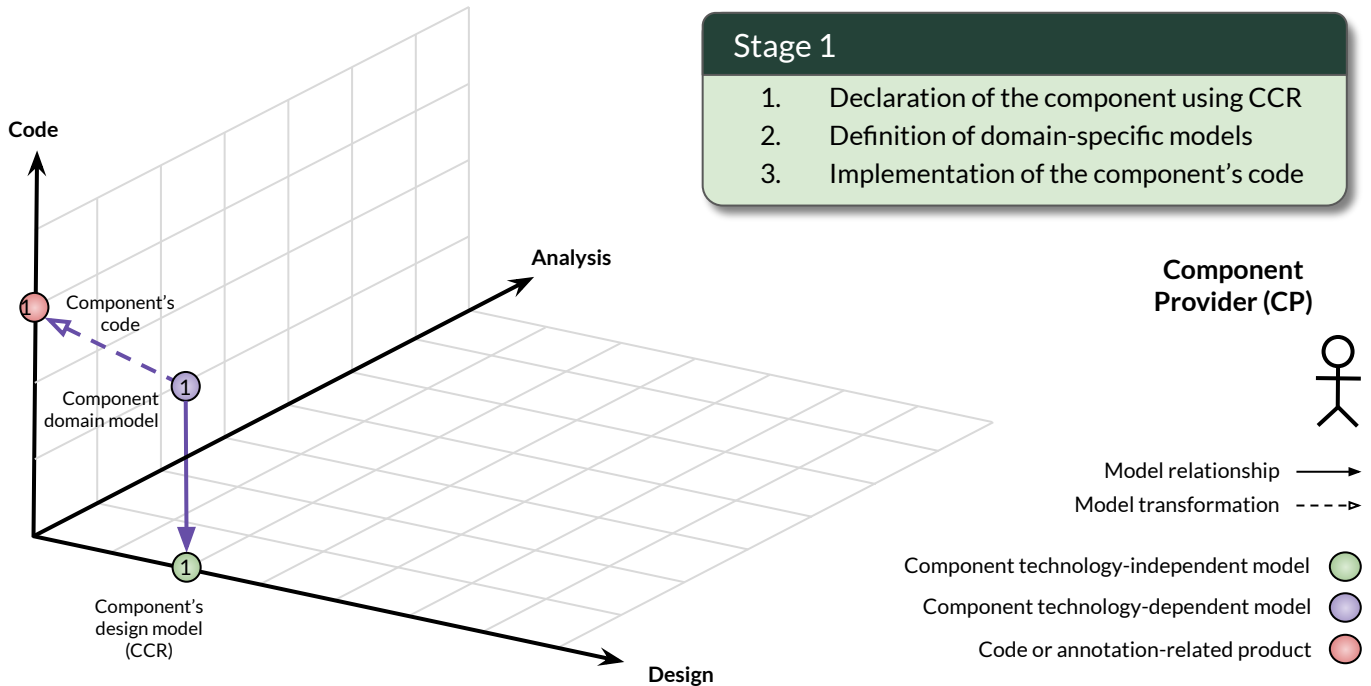 Stage 1
1. Declaration of the component using CCR
2. Definition of domain-specific models
3. Implementation of the component’s code
Code
Analysis
Component
Provider (CP)
1
Component’s
code
1
Component
domain model
Model relationship
Model transformation
1
Component technology-independent model
Component’s
design model
(CCR)
Component technology-dependent model
Code or annotation-related product
Design